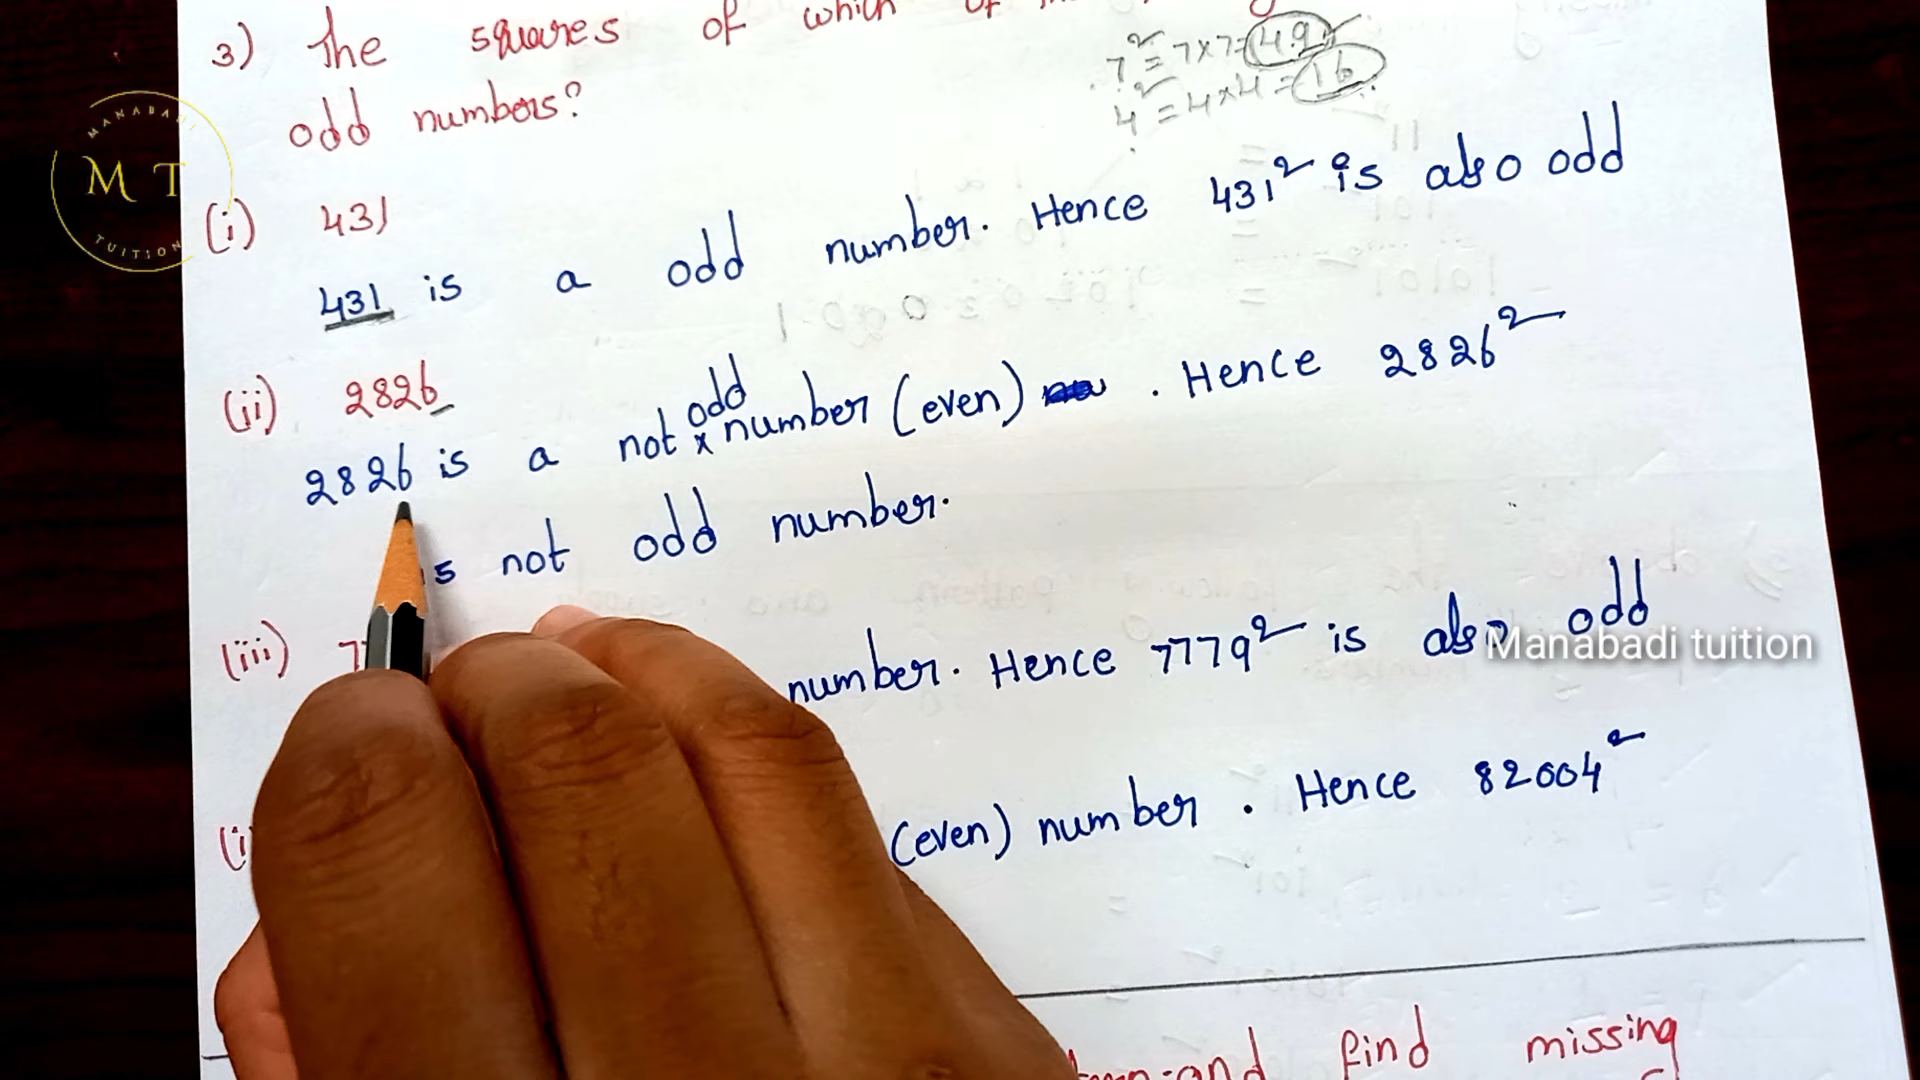 3) The squares of which of
odd numbers?
7² = 7×7 = 49
4² = 4×4 = 16
MANABADI
M T
TUITION
(i) 431
431 is a odd number. Hence 431² is also odd
(ii) 2826
2826 is a not odd number (even) . Hence 2826²
is not odd number.
(iii)
number. Hence 7779² is also odd
Manabadi tuition
(even) number . Hence 82004²
and find missing